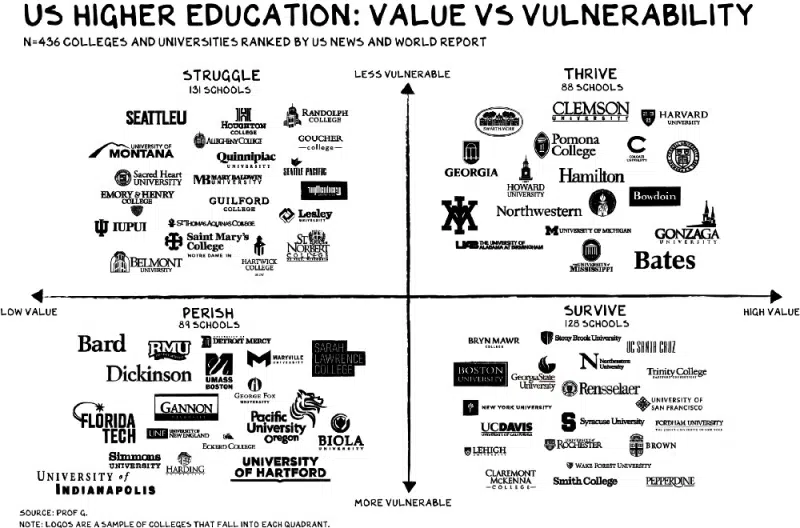 US HIGHER EDUCATION: VALUE VS VULNERABILITY
N=436 COLLEGES AND UNIVERSITIES RANKED BY US NEWS AND WORLD REPORT
STRUGGLE
131 SCHOOLS
LESS VULNERABLE
THRIVE
88 SCHOOLS
SEATTLEU
HOUGHTON
COLLEGE
RANDOLPH
COLLEGE
UNIVERSITY OF
MONTANA
ALLEGHENY COLLEGE
GOUCHER
college
Quinnipiac
UNIVERSITY
SEATTLE PACIFIC
Sacred Heart
UNIVERSITY
MB MARY BALDWIN
UNIVERSITY
EMORY & HENRY
COLLEGE
GUILFORD
COLLEGE
Lesley
UNIVERSITY
IUPUI
ST THOMAS AQUINAS COLLEGE
Saint Mary's
College
NOTRE DAME IN
HARTWICK
COLLEGE
ST.
NORBERT
COLLEGE
BELMONT
UNIVERSITY
SWARTHMORE
CLEMSON
UNIVERSITY
HARVARD
UNIVERSITY
Pomona
College
C
COLGATE
UNIVERSITY
GEORGIA
HOWARD
UNIVERSITY
Hamilton
Bowdoin
VMI
Northwestern
M UNIVERSITY OF MICHIGAN
GONZAGA
UNIVERSITY
UAB THE UNIVERSITY OF
ALABAMA AT BIRMINGHAM
UNIVERSITY OF
MISSISSIPPI
Bates
LOW VALUE
HIGH VALUE
PERISH
89 SCHOOLS
SURVIVE
128 SCHOOLS
Bard
RMU
DETROIT MERCY
SARAH
LAWRENCE
COLLEGE
Dickinson
UMASS
BOSTON
MARYVILLE
UNIVERSITY
GEORGE FOX
UNIVERSITY
FLORIDA
TECH
GANNON
UNIVERSITY
Pacific
University
Oregon
UNE UNIVERSITY OF
NEW ENGLAND
ECKERD COLLEGE
BIOLA
UNIVERSITY
Simmons
UNIVERSITY
HARDING
UNIVERSITY
OF HARTFORD
UNIVERSITY of
INDIANAPOLIS
BRYN MAWR
COLLEGE
Stony Brook University
UC SANTA CRUZ
BOSTON
UNIVERSITY
Georgia State
University
N Northeastern
University
Trinity College
Rensselaer
NEW YORK UNIVERSITY
UNIVERSITY OF
SAN FRANCISCO
UCDAVIS
UNIVERSITY OF CALIFORNIA
S Syracuse University
FORDHAM UNIVERSITY
LEHIGH
UNIVERSITY
UNIVERSITY of
ROCHESTER
BROWN
WAKE FOREST UNIVERSITY
CLAREMONT
MCKENNA
COLLEGE
Smith College
PEPPERDINE
MORE VULNERABLE
SOURCE: PROF G.
NOTE: LOGOS ARE A SAMPLE OF COLLEGES THAT FALL INTO EACH QUADRANT.